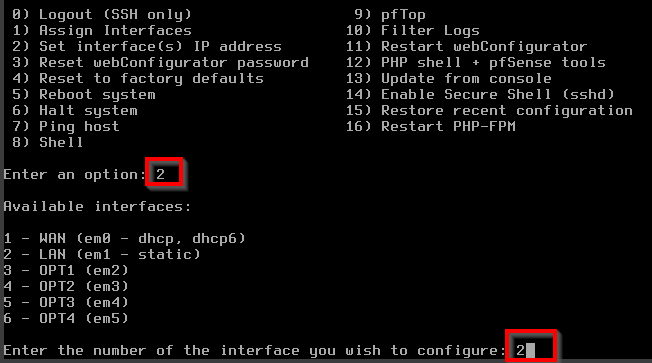 0) Logout (SSH only) 9) pfTop
1) Assign Interfaces 10) Filter Logs
2) Set interface(s) IP address 11) Restart webConfigurator
3) Reset webConfigurator password 12) PHP shell + pfSense tools
4) Reset to factory defaults 13) Update from console
5) Reboot system 14) Enable Secure Shell (sshd)
6) Halt system 15) Restore recent configuration
7) Ping host 16) Restart PHP-FPM
8) Shell
Enter an option: 2
Available interfaces:
1 - WAN (em0 - dhcp, dhcp6)
2 - LAN (em1 - static)
3 - OPT1 (em2)
4 - OPT2 (em3)
5 - OPT3 (em4)
6 - OPT4 (em5)
Enter the number of the interface you wish to configure: 2